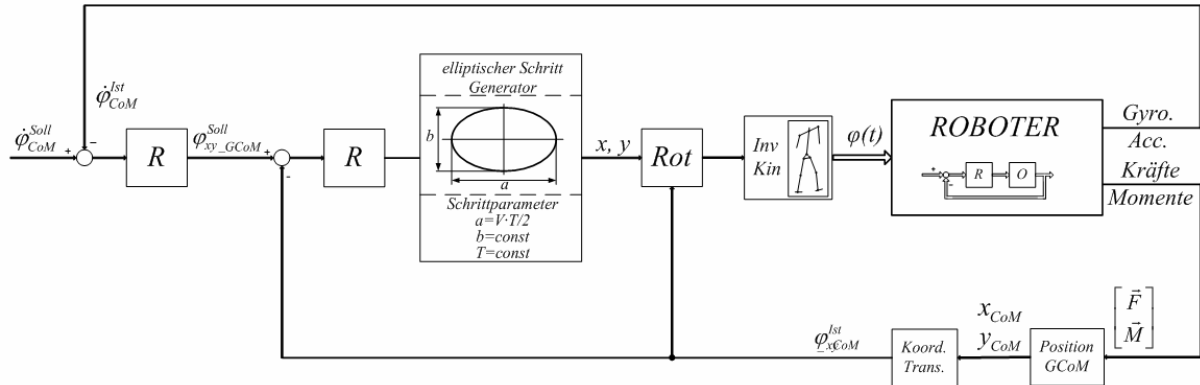 φ̇_CoM^Soll
φ̇_CoM^Ist
+
-
R
φ_xy_GCoM^Soll
+
-
R
elliptischer Schritt
Generator
b
a
Schrittparameter
a=V·T/2
b=const
T=const
x, y
Rot
Inv
Kin
φ(t)
ROBOTER
+
-
R
O
Gyro.
Acc.
Kräfte
Momente
F⃗
M⃗
Position
GCoM
x_CoM
y_CoM
Koord.
Trans.